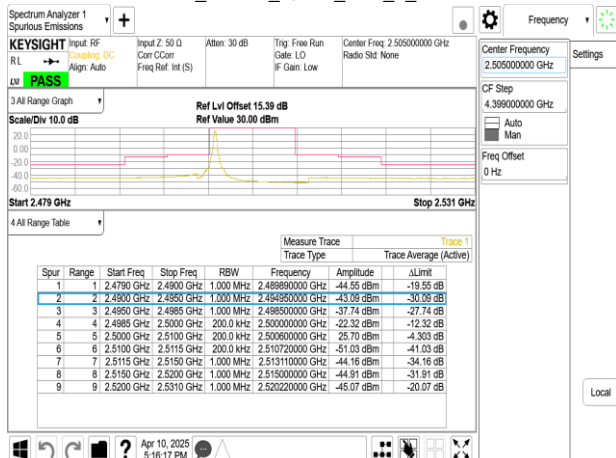 Spectrum Analyzer 1
Spurious Emissions
Frequency
KEYSIGHT Input: RF Input Z: 50 Ω Atten: 30 dB Trig: Free Run Center Freq: 2.505000000 GHz
RL Coupling: DC Corr CCorr Gate: LO Radio Std: None
Align: Auto Freq Ref: Int (S) IF Gain: Low
LXI PASS
Center Frequency
2.505000000 GHz
Settings
CF Step
4.399000000 GHz
Auto
Man
Freq Offset
0 Hz
3 All Range Graph
Scale/Div 10.0 dB
Ref Lvl Offset 15.39 dB
Ref Value 30.00 dBm
20.0
0.00
-20.0
-40.0
-60.0
Start 2.479 GHz Stop 2.531 GHz
4 All Range Table
Measure Trace Trace 1
Trace Type Trace Average (Active)
Spur Range Start Freq Stop Freq RBW Frequency Amplitude ΔLimit
1 1 2.4790 GHz 2.4900 GHz 1.000 MHz 2.489890000 GHz -44.55 dBm -19.55 dB
2 2 2.4900 GHz 2.4950 GHz 1.000 MHz 2.494950000 GHz -43.09 dBm -30.09 dB
3 3 2.4950 GHz 2.4985 GHz 1.000 MHz 2.498500000 GHz -37.74 dBm -27.74 dB
4 4 2.4985 GHz 2.5000 GHz 200.0 kHz 2.500000000 GHz -22.32 dBm -12.32 dB
5 5 2.5000 GHz 2.5100 GHz 200.0 kHz 2.500600000 GHz 25.70 dBm -4.303 dB
6 6 2.5100 GHz 2.5115 GHz 200.0 kHz 2.510720000 GHz -51.03 dBm -41.03 dB
7 7 2.5115 GHz 2.5150 GHz 1.000 MHz 2.513110000 GHz -44.16 dBm -34.16 dB
8 8 2.5150 GHz 2.5200 GHz 1.000 MHz 2.515000000 GHz -44.91 dBm -31.91 dB
9 9 2.5200 GHz 2.5310 GHz 1.000 MHz 2.520220000 GHz -45.07 dBm -20.07 dB
Local
Apr 10, 2025
5:16:17 PM